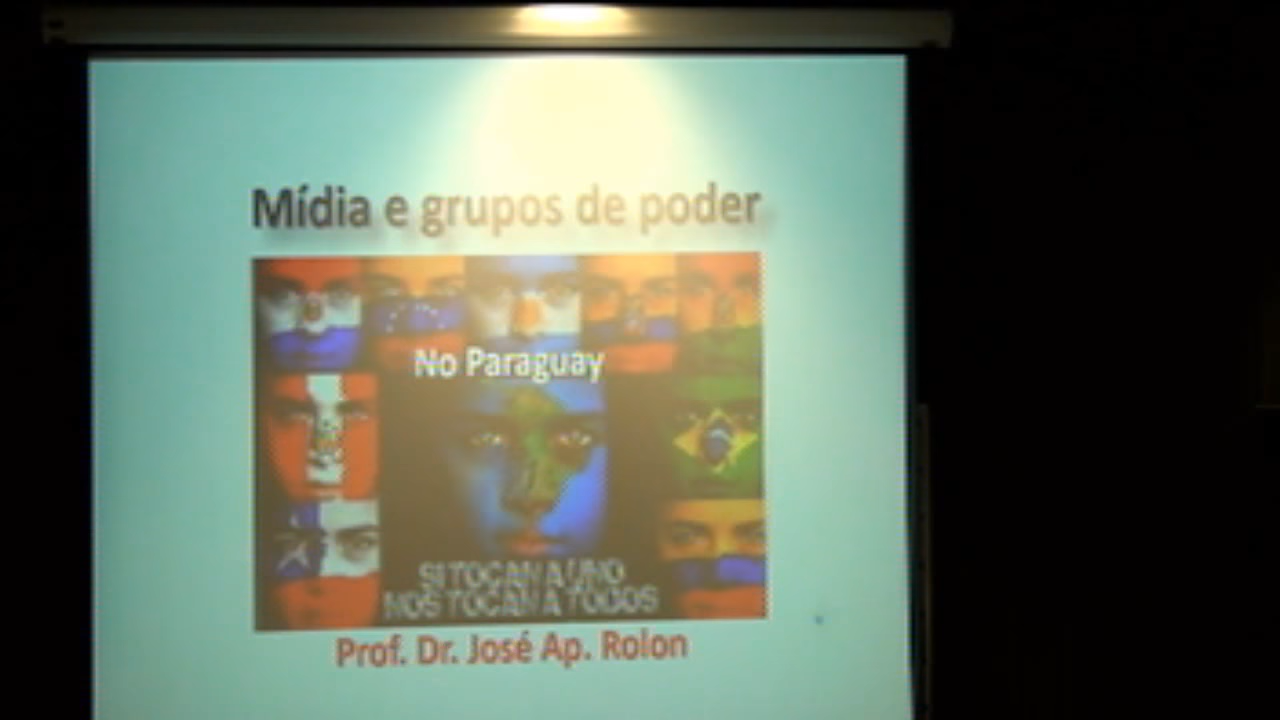 Mídia e grupos de poder
No Paraguay
SI TOCAN A UNO
NOS TOCAN A TODOS
Prof. Dr. José Ap. Rolon